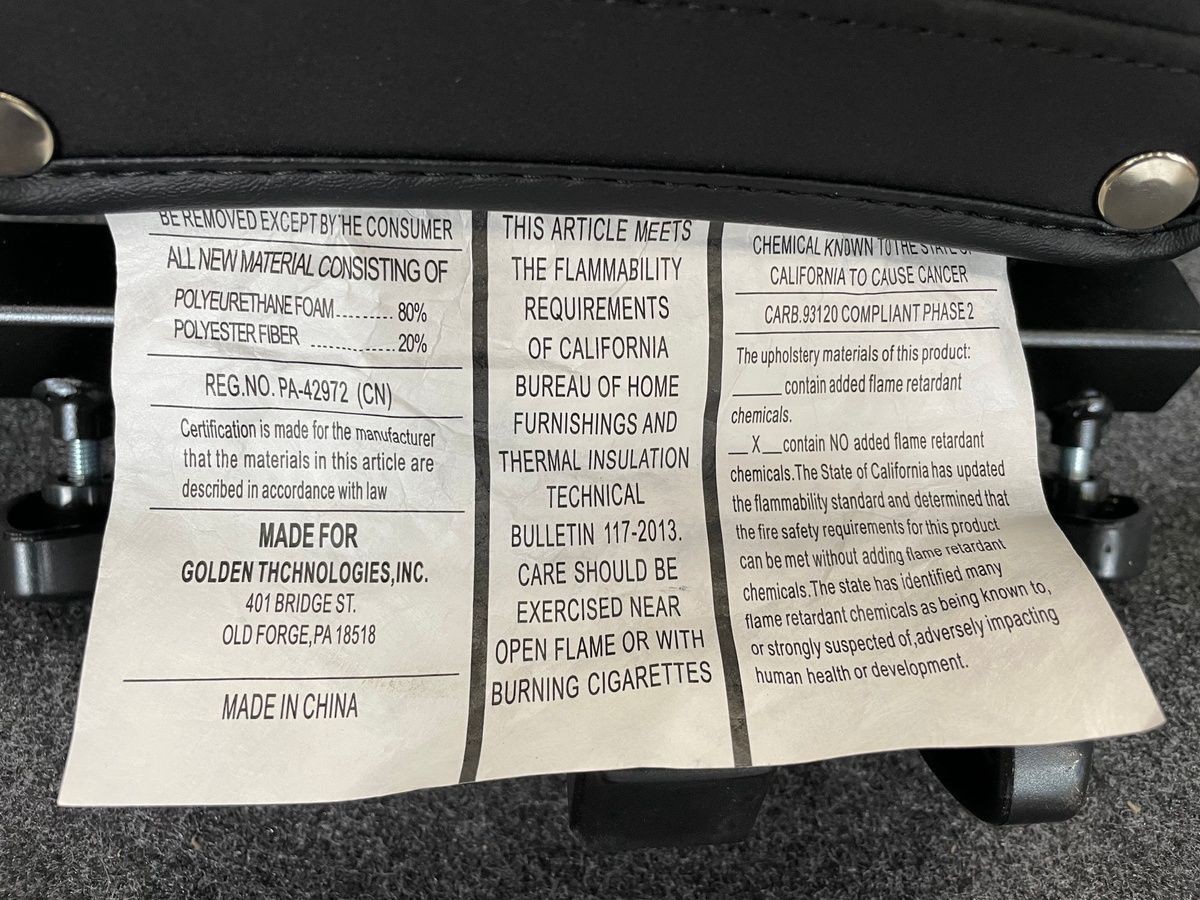 BE REMOVED EXCEPT BY HE CONSUMER
ALL NEW MATERIAL CONSISTING OF
POLYEURETHANE FOAM......... 80%
POLYESTER FIBER .............. 20%
REG.NO. PA-42972 (CN)
Certification is made for the manufacturer
that the materials in this article are
described in accordance with law
MADE FOR
GOLDEN THCHNOLOGIES,INC.
401 BRIDGE ST.
OLD FORGE,PA 18518
MADE IN CHINA
THIS ARTICLE MEETS
THE FLAMMABILITY
REQUIREMENTS
OF CALIFORNIA
BUREAU OF HOME
FURNISHINGS AND
THERMAL INSULATION
TECHNICAL
BULLETIN 117-2013.
CARE SHOULD BE
EXERCISED NEAR
OPEN FLAME OR WITH
BURNING CIGARETTES
CHEMICAL KNOWN TO THE STATE OF
CALIFORNIA TO CAUSE CANCER
CARB.93120 COMPLIANT PHASE 2
The upholstery materials of this product:
_____contain added flame retardant
chemicals.
__X__contain NO added flame retardant
chemicals.The State of California has updated
the flammability standard and determined that
the fire safety requirements for this product
can be met without adding flame retardant
chemicals.The state has identified many
flame retardant chemicals as being known to,
or strongly suspected of,adversely impacting
human health or development.